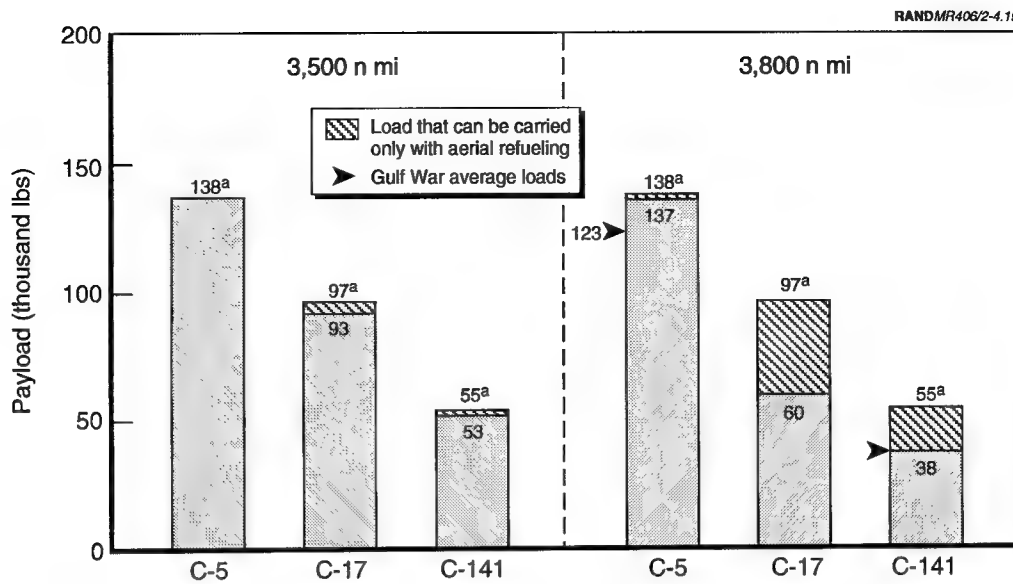 RANDMR406/2-4.1
200
3,500 n mi
3,800 n mi
Load that can be carried
only with aerial refueling
Gulf War average loads
Payload (thousand lbs)
150
100
50
0
138a
97a
93
55a
53
123
138a
137
97a
60
55a
38
C-5
C-17
C-141
C-5
C-17
C-141